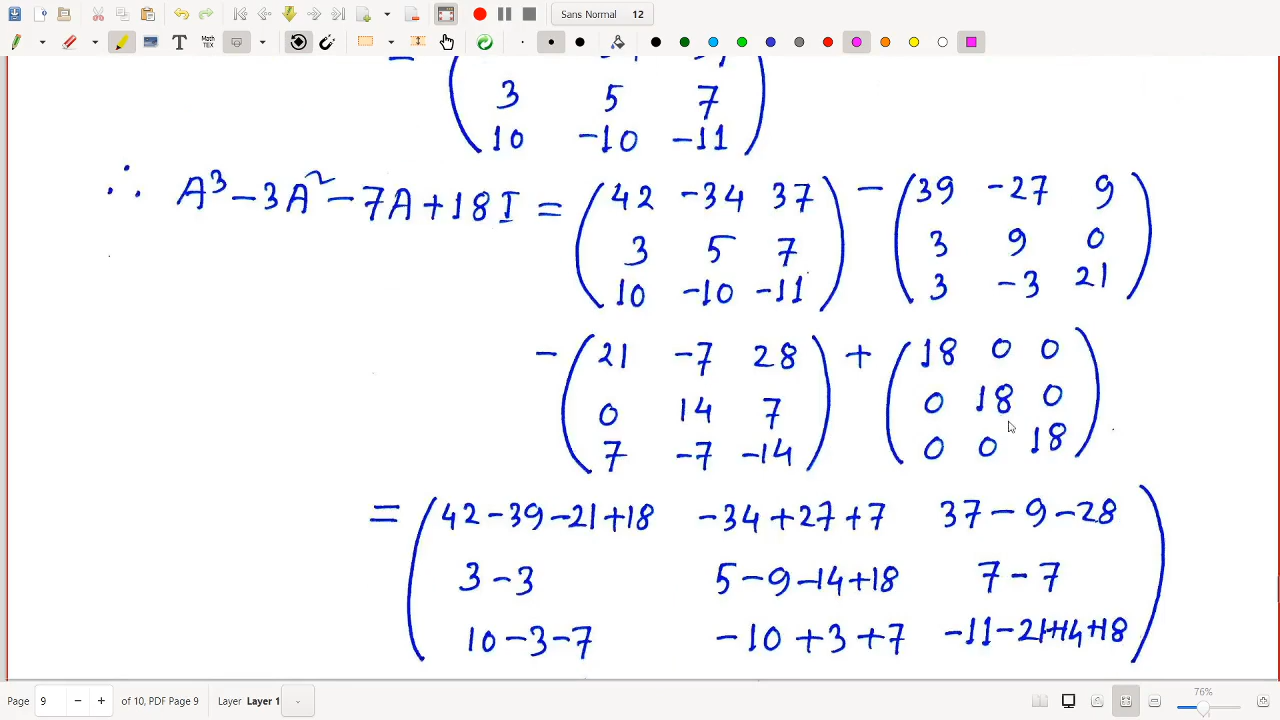 Sans Normal 12
Math TEX
=
3 5 7
10 -10 -11
∴ A³ - 3A² - 7A + 18I = ( 42 -34 37 ) - ( 39 -27 9 )
3 5 7 3 9 0
10 -10 -11 3 -3 21
- ( 21 -7 28 ) + ( 18 0 0 )
0 14 7 0 18 0
7 -7 -14 0 0 18
= ( 42-39-21+18 -34+27+7 37-9-28 )
3-3 5-9-14+18 7-7
10-3-7 -10+3+7 -11-21+14+18
Page 9 - + of 10, PDF Page 9 Layer Layer 1 76%